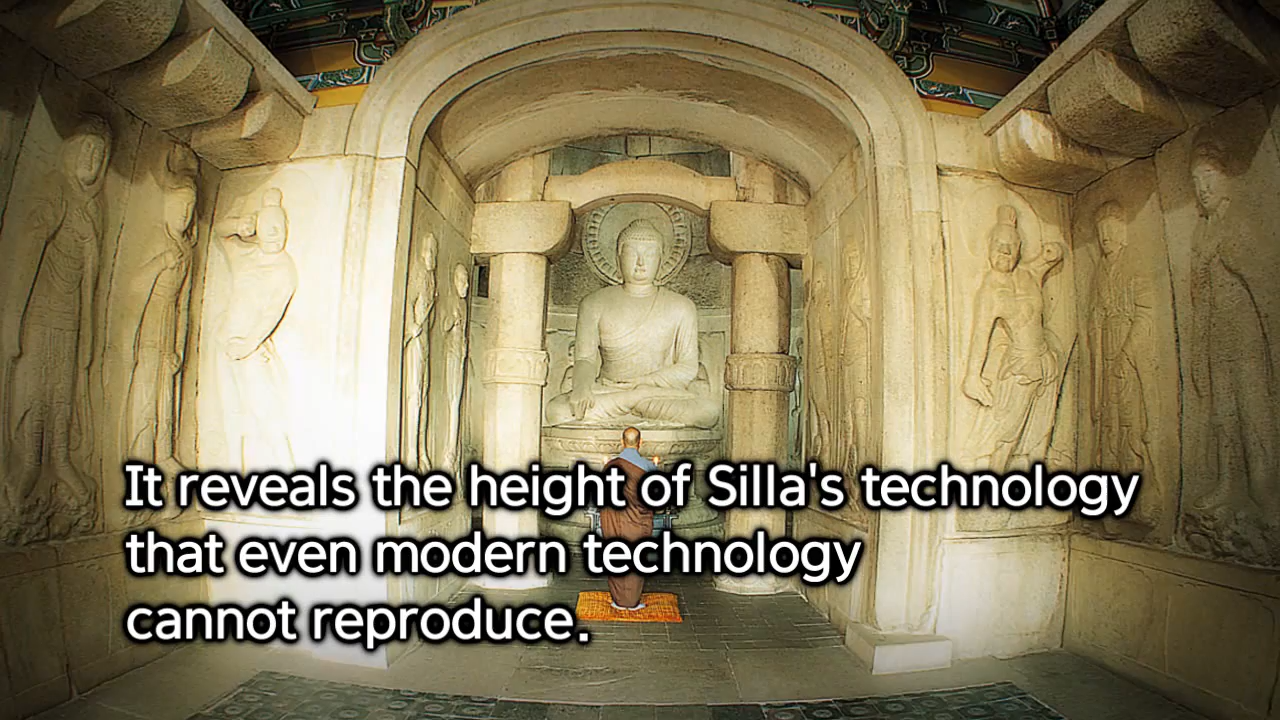 It reveals the height of Silla's technology
that even modern technology
cannot reproduce.